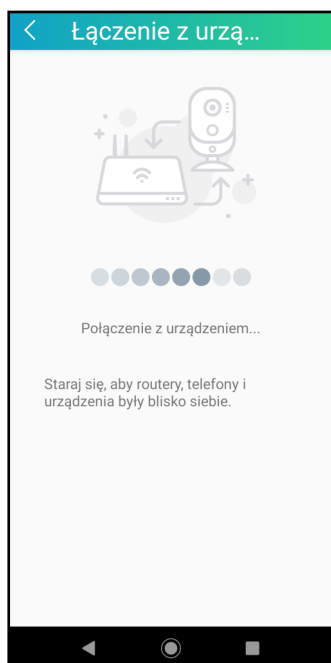 Łączenie z urzą...
Połączenie z urządzeniem...
Staraj się, aby routery, telefony i
urządzenia były blisko siebie.